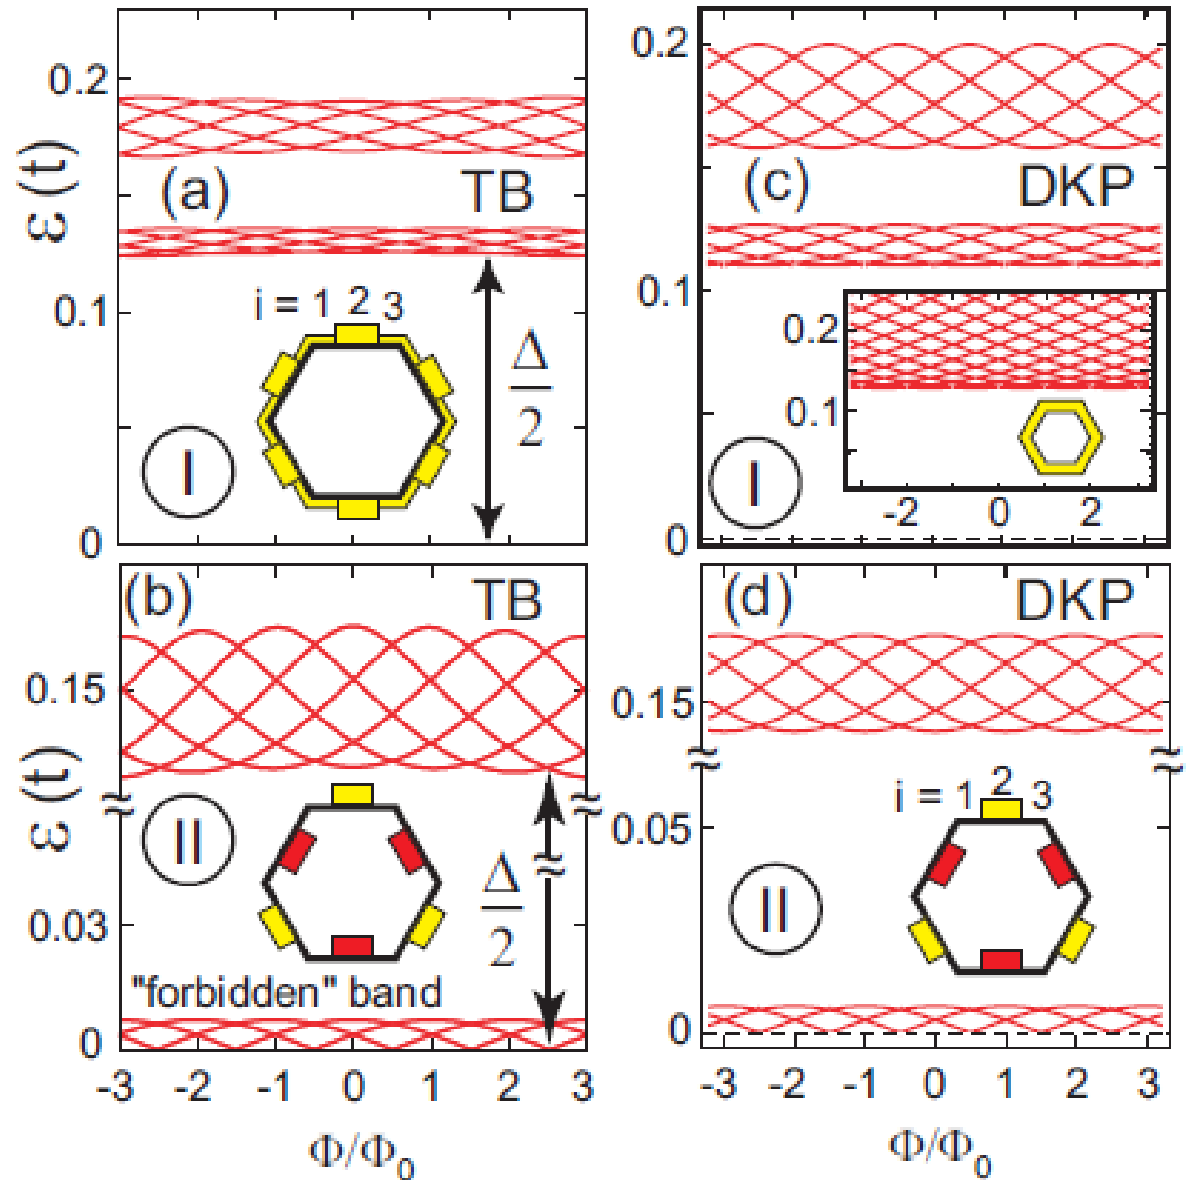 ε (t)
0.2
0.1
0
(a)
TB
i = 1 2 3
Δ
2
I
0.2
0.1
0
(c)
DKP
I
0.2
0.1
-2 0 2
ε (t)
0.15
0.03
0
(b)
TB
II
Δ
2
"forbidden" band
-3 -2 -1 0 1 2 3
Φ/Φ0
(d)
DKP
0.15
0.05
0
i = 1 2 3
II
-3 -2 -1 0 1 2 3
Φ/Φ0